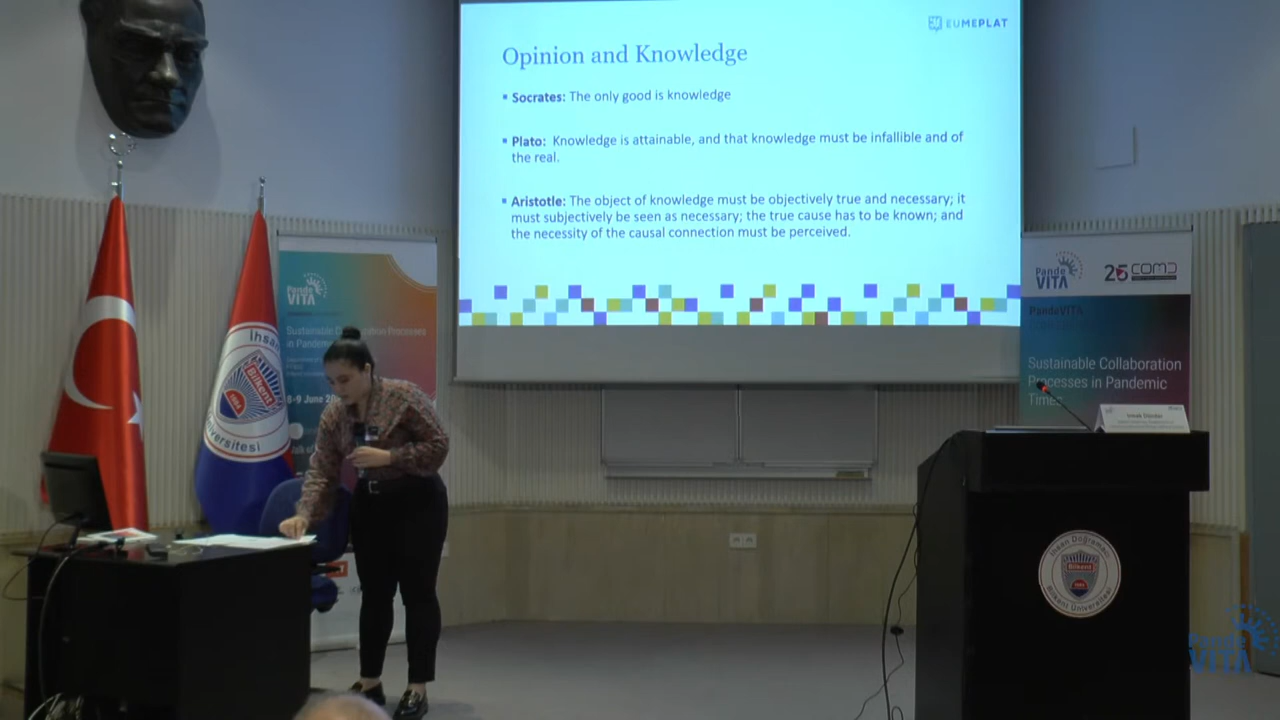 EUMEPLAT
Opinion and Knowledge
▪ Socrates: The only good is knowledge
▪ Plato: Knowledge is attainable, and that knowledge must be infallible and of
the real.
▪ Aristotle: The object of knowledge must be objectively true and necessary; it
must subjectively be seen as necessary; the true cause has to be known; and
the necessity of the causal connection must be perceived.
Pande
VITA
Sustainable
Processes
in Pandemic
8-9 June
Ihsan
Bilkent
Üniversitesi
Pande
VITA
25 COMD
PandeVITA
Sustainable Collaboration
Processes in Pandemic
Times
İhsan Doğramacı
Bilkent
Bilkent Üniversitesi
Pande
VITA